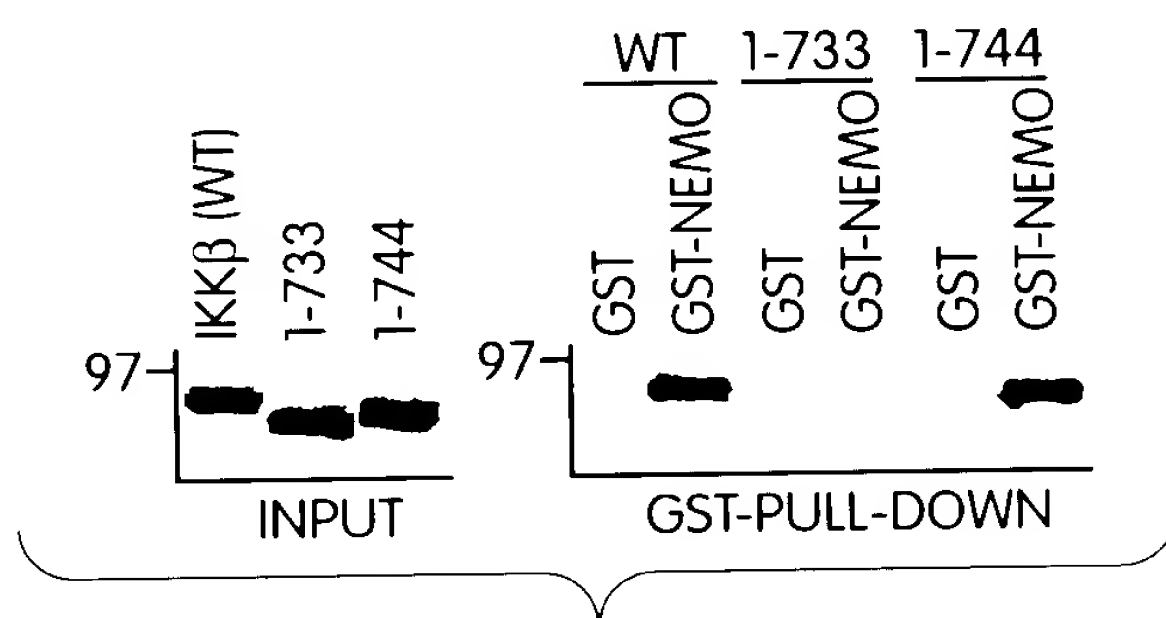 WT 1-733 1-744
IKKβ (WT) 1-733 1-744
GST GST-NEMO GST GST-NEMO GST GST-NEMO
97 97
INPUT GST-PULL-DOWN